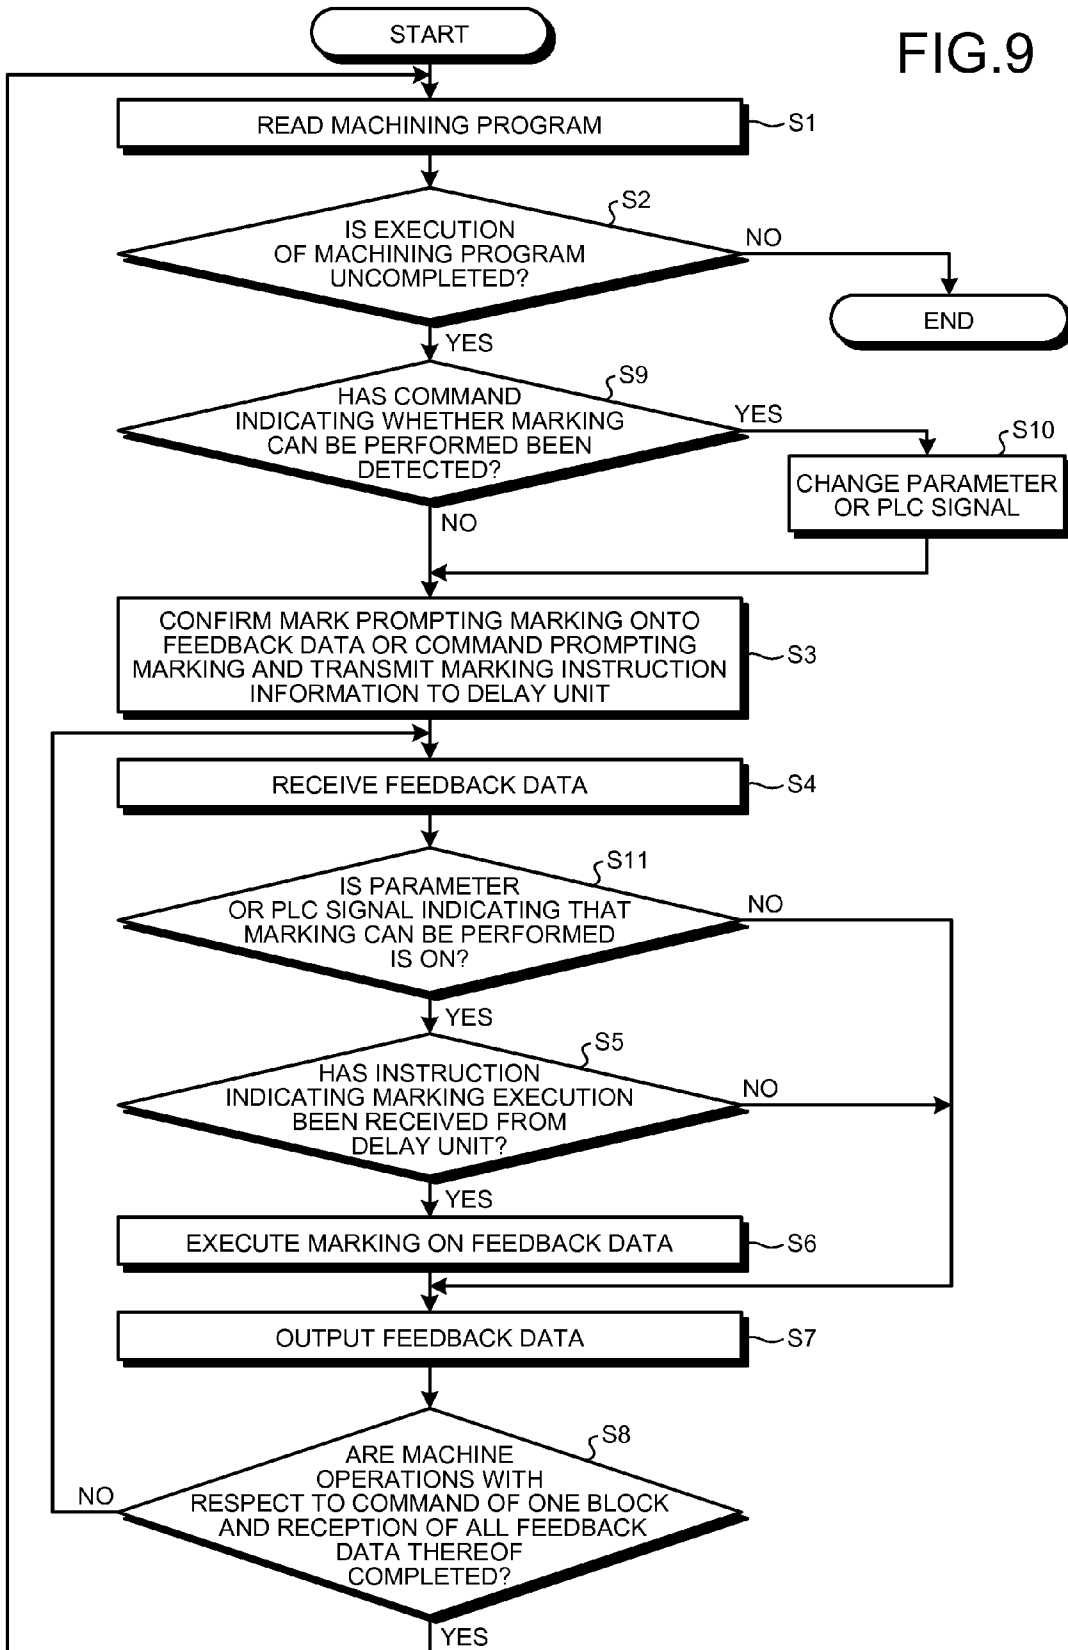 START
FIG.9
READ MACHINING PROGRAM
S1
S2
IS EXECUTION
OF MACHINING PROGRAM
UNCOMPLETED?
NO
END
YES
S9
HAS COMMAND
INDICATING WHETHER MARKING
CAN BE PERFORMED BEEN
DETECTED?
YES
S10
CHANGE PARAMETER
OR PLC SIGNAL
NO
CONFIRM MARK PROMPTING MARKING ONTO
FEEDBACK DATA OR COMMAND PROMPTING
MARKING AND TRANSMIT MARKING INSTRUCTION
INFORMATION TO DELAY UNIT
S3
RECEIVE FEEDBACK DATA
S4
S11
IS PARAMETER
OR PLC SIGNAL INDICATING THAT
MARKING CAN BE PERFORMED
IS ON?
NO
YES
S5
HAS INSTRUCTION
INDICATING MARKING EXECUTION
BEEN RECEIVED FROM
DELAY UNIT?
NO
YES
EXECUTE MARKING ON FEEDBACK DATA
S6
OUTPUT FEEDBACK DATA
S7
S8
ARE MACHINE
OPERATIONS WITH
RESPECT TO COMMAND OF ONE BLOCK
AND RECEPTION OF ALL FEEDBACK
DATA THEREOF
COMPLETED?
NO
YES